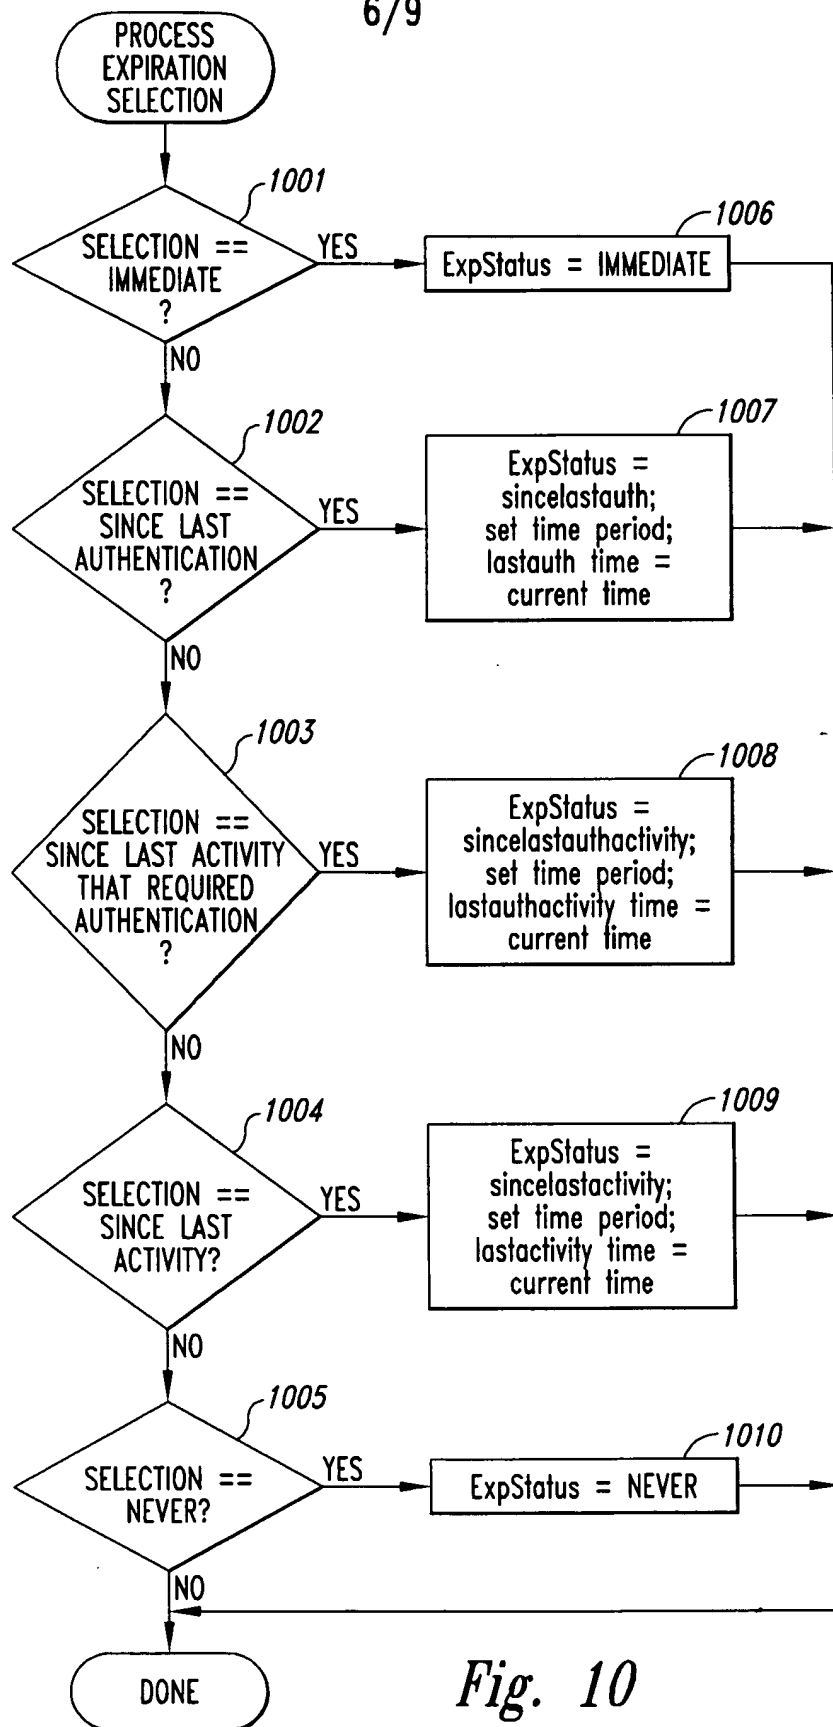 6/9
PROCESS
EXPIRATION
SELECTION
1001
SELECTION ==
IMMEDIATE
?
YES
1006
ExpStatus = IMMEDIATE
NO
1002
SELECTION ==
SINCE LAST
AUTHENTICATION
?
YES
1007
ExpStatus =
sincelastauth;
set time period;
lastauth time =
current time
NO
1003
SELECTION ==
SINCE LAST ACTIVITY
THAT REQUIRED
AUTHENTICATION
?
YES
1008
ExpStatus =
sincelastauthactivity;
set time period;
lastauthactivity time =
current time
NO
1004
SELECTION ==
SINCE LAST
ACTIVITY?
YES
1009
ExpStatus =
sincelastactivity;
set time period;
lastactivity time =
current time
NO
1005
SELECTION ==
NEVER?
YES
1010
ExpStatus = NEVER
NO
DONE
Fig. 10